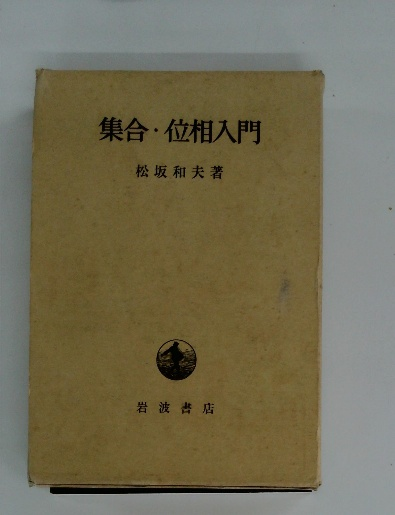 集合・位相入門
松坂和夫著
岩波書店